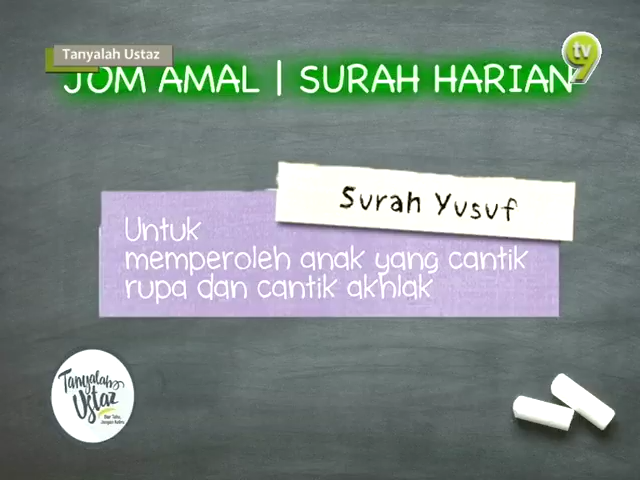 Tanyalah Ustaz
tv9
JOM AMAL | SURAH HARIAN
Surah Yusuf
Untuk
memperoleh anak yang cantik
rupa dan cantik akhlak
Tanyalah
Ustaz